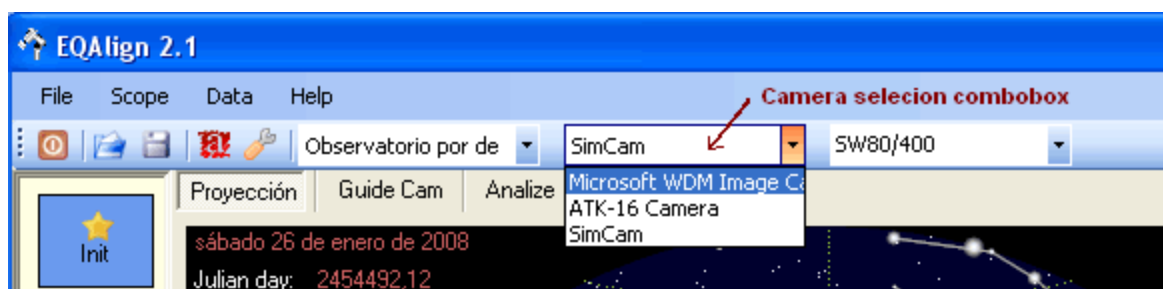 EQAlign 2.1
File Scope Data Help
Camera selecion combobox
Observatorio por de SimCam SW80/400
Proyección Guide Cam Analize
Microsoft WDM Image Ca
ATK-16 Camera
SimCam
Init
sábado 26 de enero de 2008
Julian day: 2454492,12